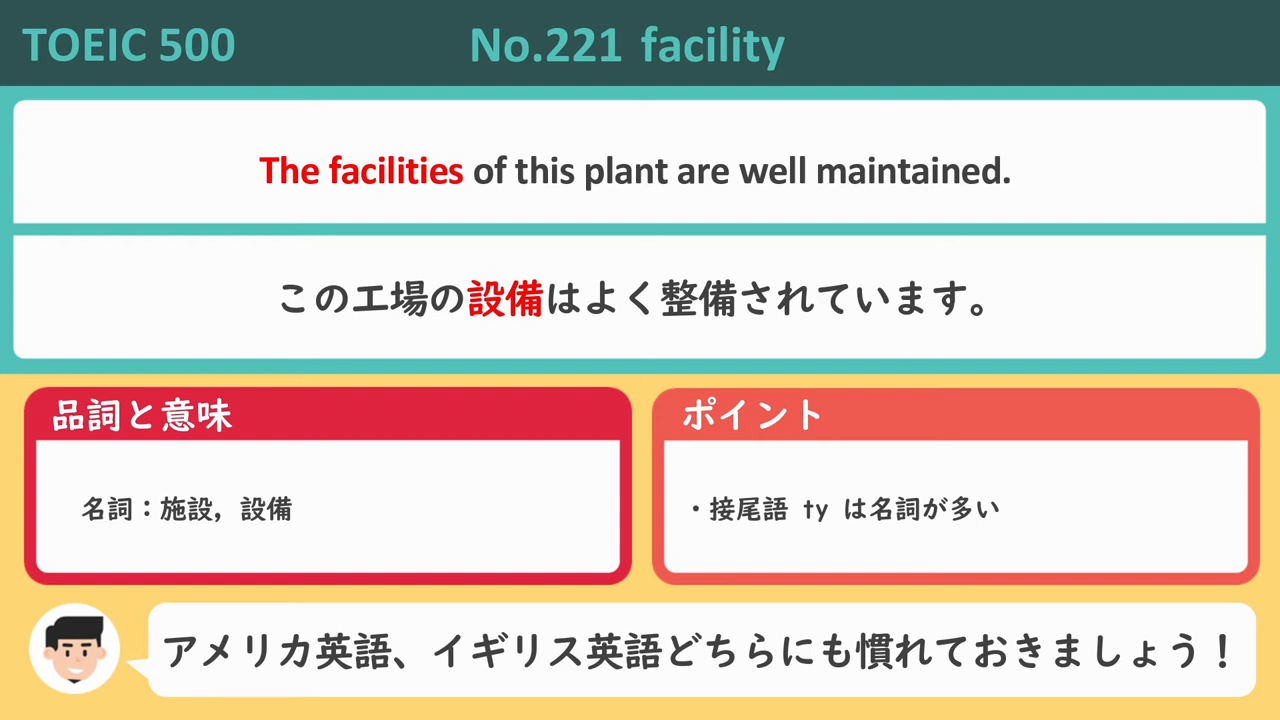 TOEIC 500
No.221 facility
The facilities of this plant are well maintained.
この工場の設備はよく整備されています。
品詞と意味
名詞：施設，設備
ポイント
・接尾語 ty は名詞が多い
アメリカ英語、イギリス英語どちらにも慣れておきましょう！